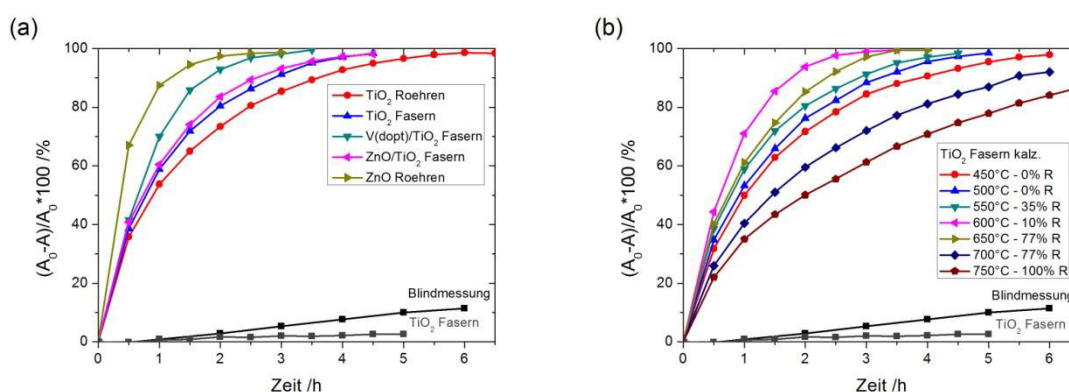 (a)
(A₀-A)/A₀*100 /%
100
80
60
40
20
0
TiO₂ Roehren
TiO₂ Fasern
V(dopt)/TiO₂ Fasern
ZnO/TiO₂ Fasern
ZnO Roehren
Blindmessung
TiO₂ Fasern
0 1 2 3 4 5 6
Zeit /h
(b)
(A₀-A)/A₀*100 /%
100
80
60
40
20
0
TiO₂ Fasern kalz.
450°C - 0% R
500°C - 0% R
550°C - 35% R
600°C - 10% R
650°C - 77% R
700°C - 77% R
750°C - 100% R
Blindmessung
TiO₂ Fasern
0 1 2 3 4 5 6
Zeit /h